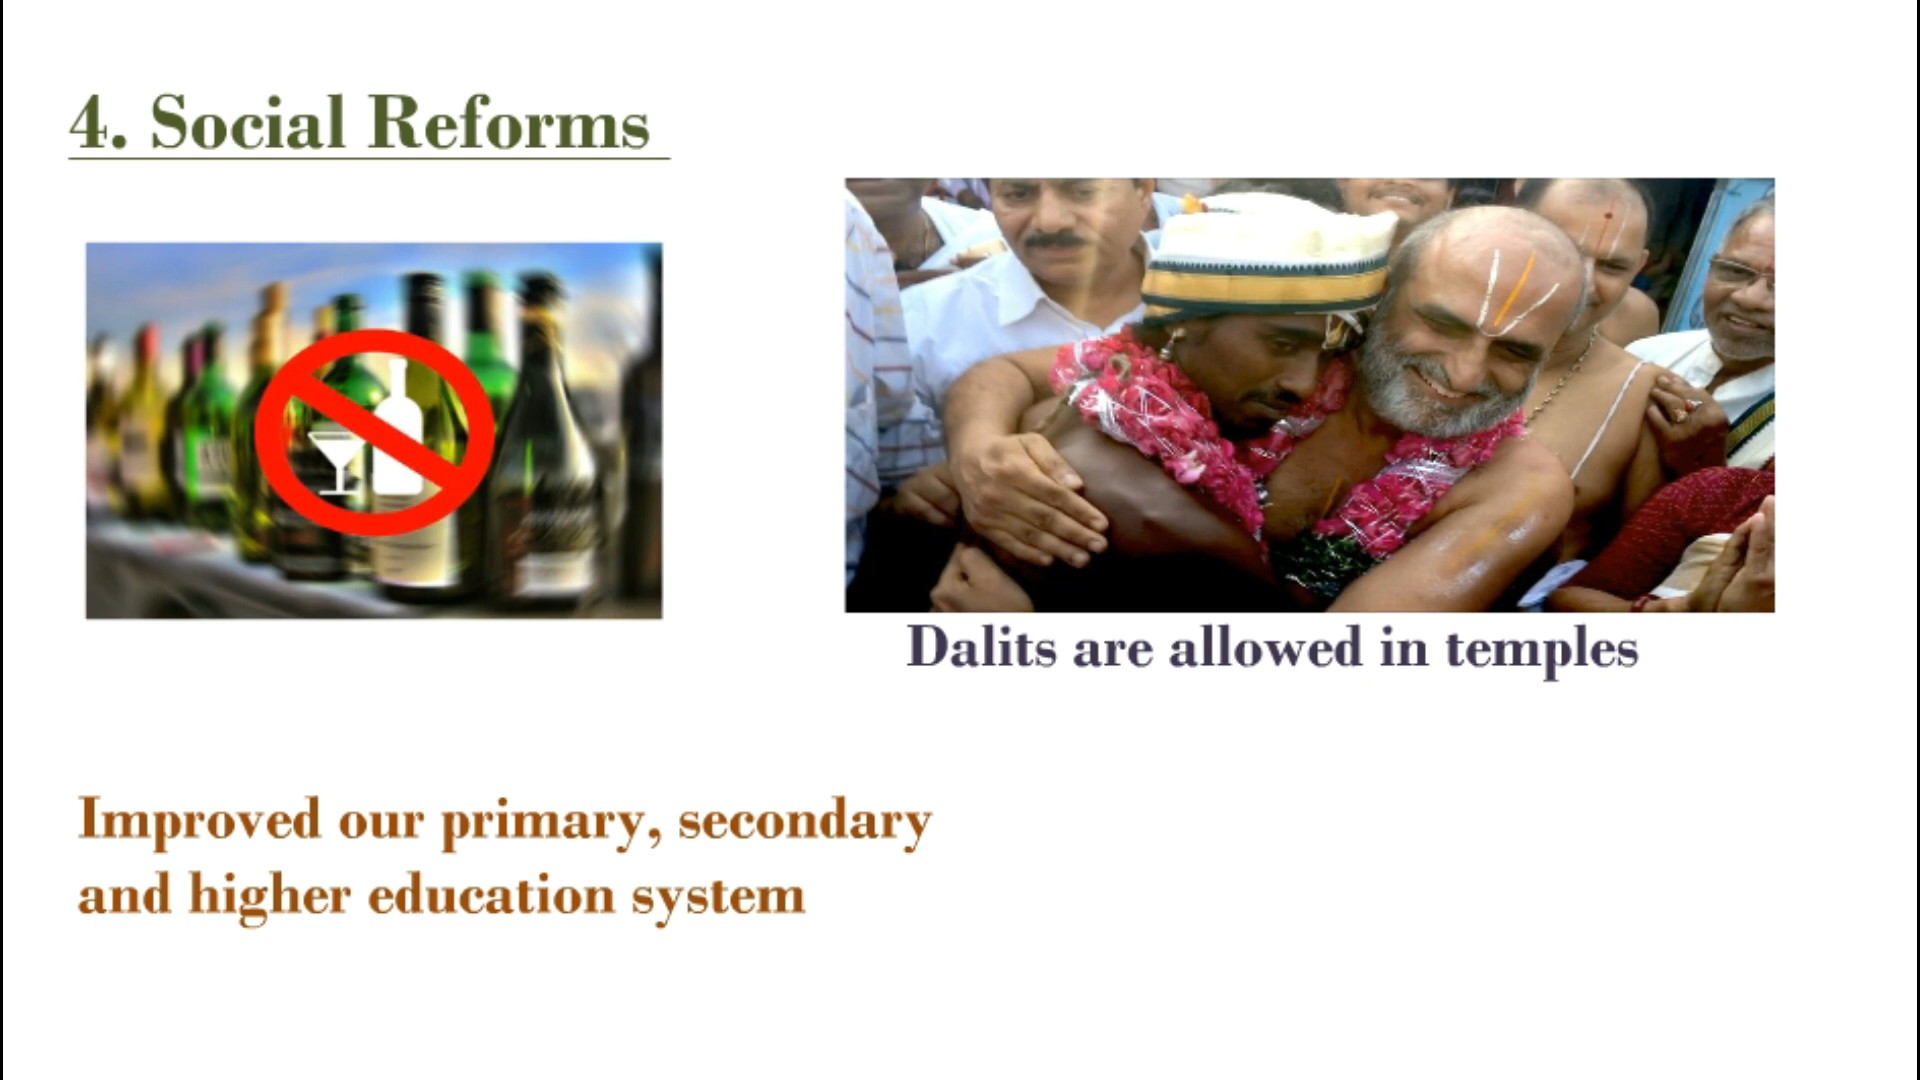 4. Social Reforms
Dalits are allowed in temples
Improved our primary, secondary
and higher education system